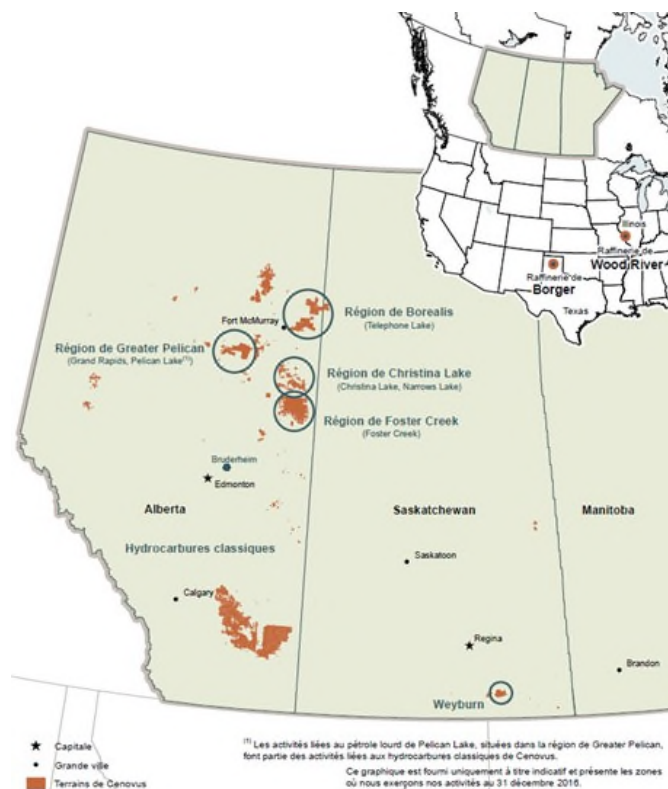 Illinois
Raffinerie de
Wood River
Raffinerie de
Borger
Texas
Fort McMurray
Région de Borealis
(Telephone Lake)
Région de Greater Pelican
(Grand Rapids, Pelican Lake(1))
Région de Christina Lake
(Christina Lake, Narrows Lake)
Région de Foster Creek
(Foster Creek)
Bruderheim
Edmonton
Alberta
Saskatchewan
Manitoba
Hydrocarbures classiques
Saskatoon
Calgary
Regina
Brandon
Weyburn
Capitale
Grande ville
Terrains de Cenovus
(1) Les activités liées au pétrole lourd de Pelican Lake, situées dans la région de Greater Pelican,
font partie des activités liées aux hydrocarbures classiques de Cenovus.
Ce graphique est fourni uniquement à titre indicatif et présente les zones
où nous exerçons nos activités au 31 décembre 2016.